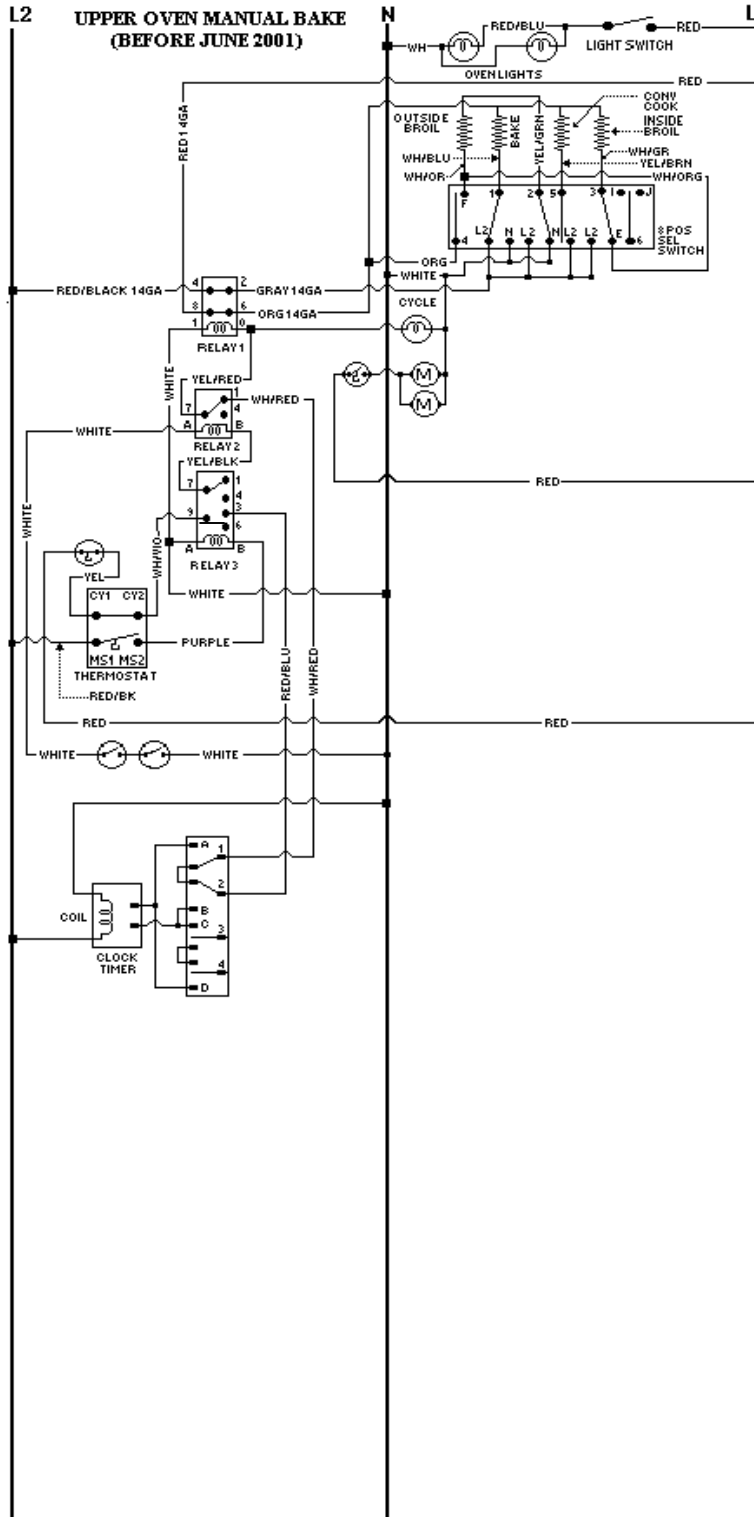 L2
UPPER OVEN MANUAL BAKE
(BEFORE JUNE 2001)
N
L
WH
RED/BLU
RED
OVEN LIGHTS
LIGHT SWITCH
RED
RED 14GA
OUTSIDE
BROIL
BAKE
YEL/GRN
CONV
COOK
INSIDE
BROIL
WH/BLU
WH/GR
WH/OR
YEL/BRN
WH/ORG
F
1
2
5
3
I
J
4
L2
N
L2
N
L2
L2
E
6
8 POS
SEL
SWITCH
ORG
WHITE
RED/BLACK 14GA
4
2
GRAY 14GA
8
6
ORG 14GA
1
0
RELAY 1
CYCLE
WHITE
YEL/RED
M
M
7
1
4
WH/RED
WHITE
A
B
RELAY 2
YEL/BLK
RED
WHITE
7
1
4
9
3
6
A
B
RELAY 3
WH/VIO
YEL
CY1 CY2
WHITE
PURPLE
MS1 MS2
THERMOSTAT
RED/BK
RED/BLU
WH/RED
RED
RED
WHITE
WHITE
A
1
2
B
C
3
4
D
COIL
CLOCK
TIMER